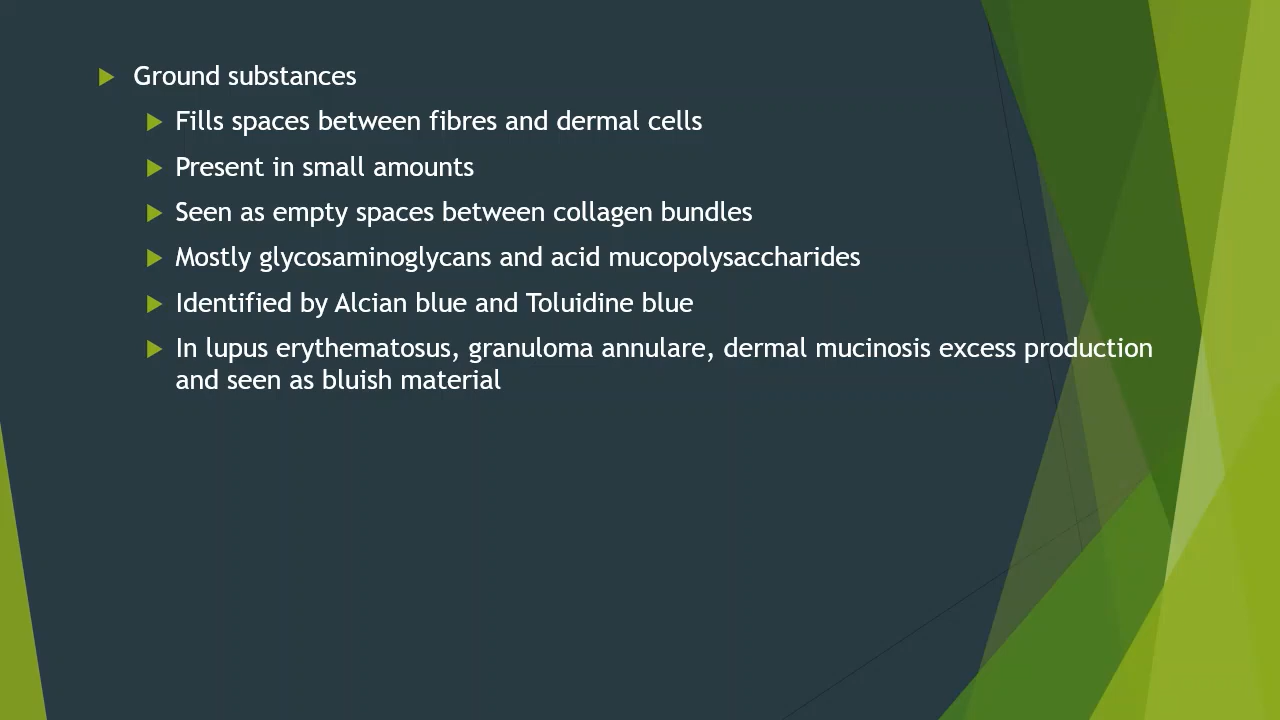 Ground substances
Fills spaces between fibres and dermal cells
Present in small amounts
Seen as empty spaces between collagen bundles
Mostly glycosaminoglycans and acid mucopolysaccharides
Identified by Alcian blue and Toluidine blue
In lupus erythematosus, granuloma annulare, dermal mucinosis excess production
and seen as bluish material